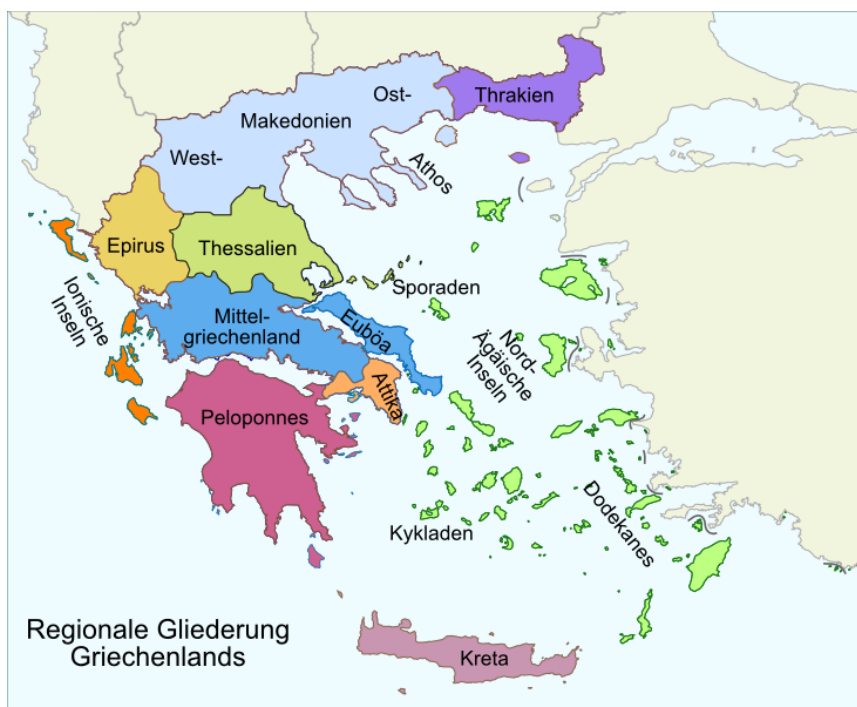 Ost-
Thrakien
Makedonien
West-
Athos
Epirus
Thessalien
Ionische
Inseln
Sporaden
Mittel-
griechenland
Euböa
Nord-
Ägäische
Inseln
Attika
Peloponnes
Kykladen
Dodekanes
Regionale Gliederung
Griechenlands
Kreta